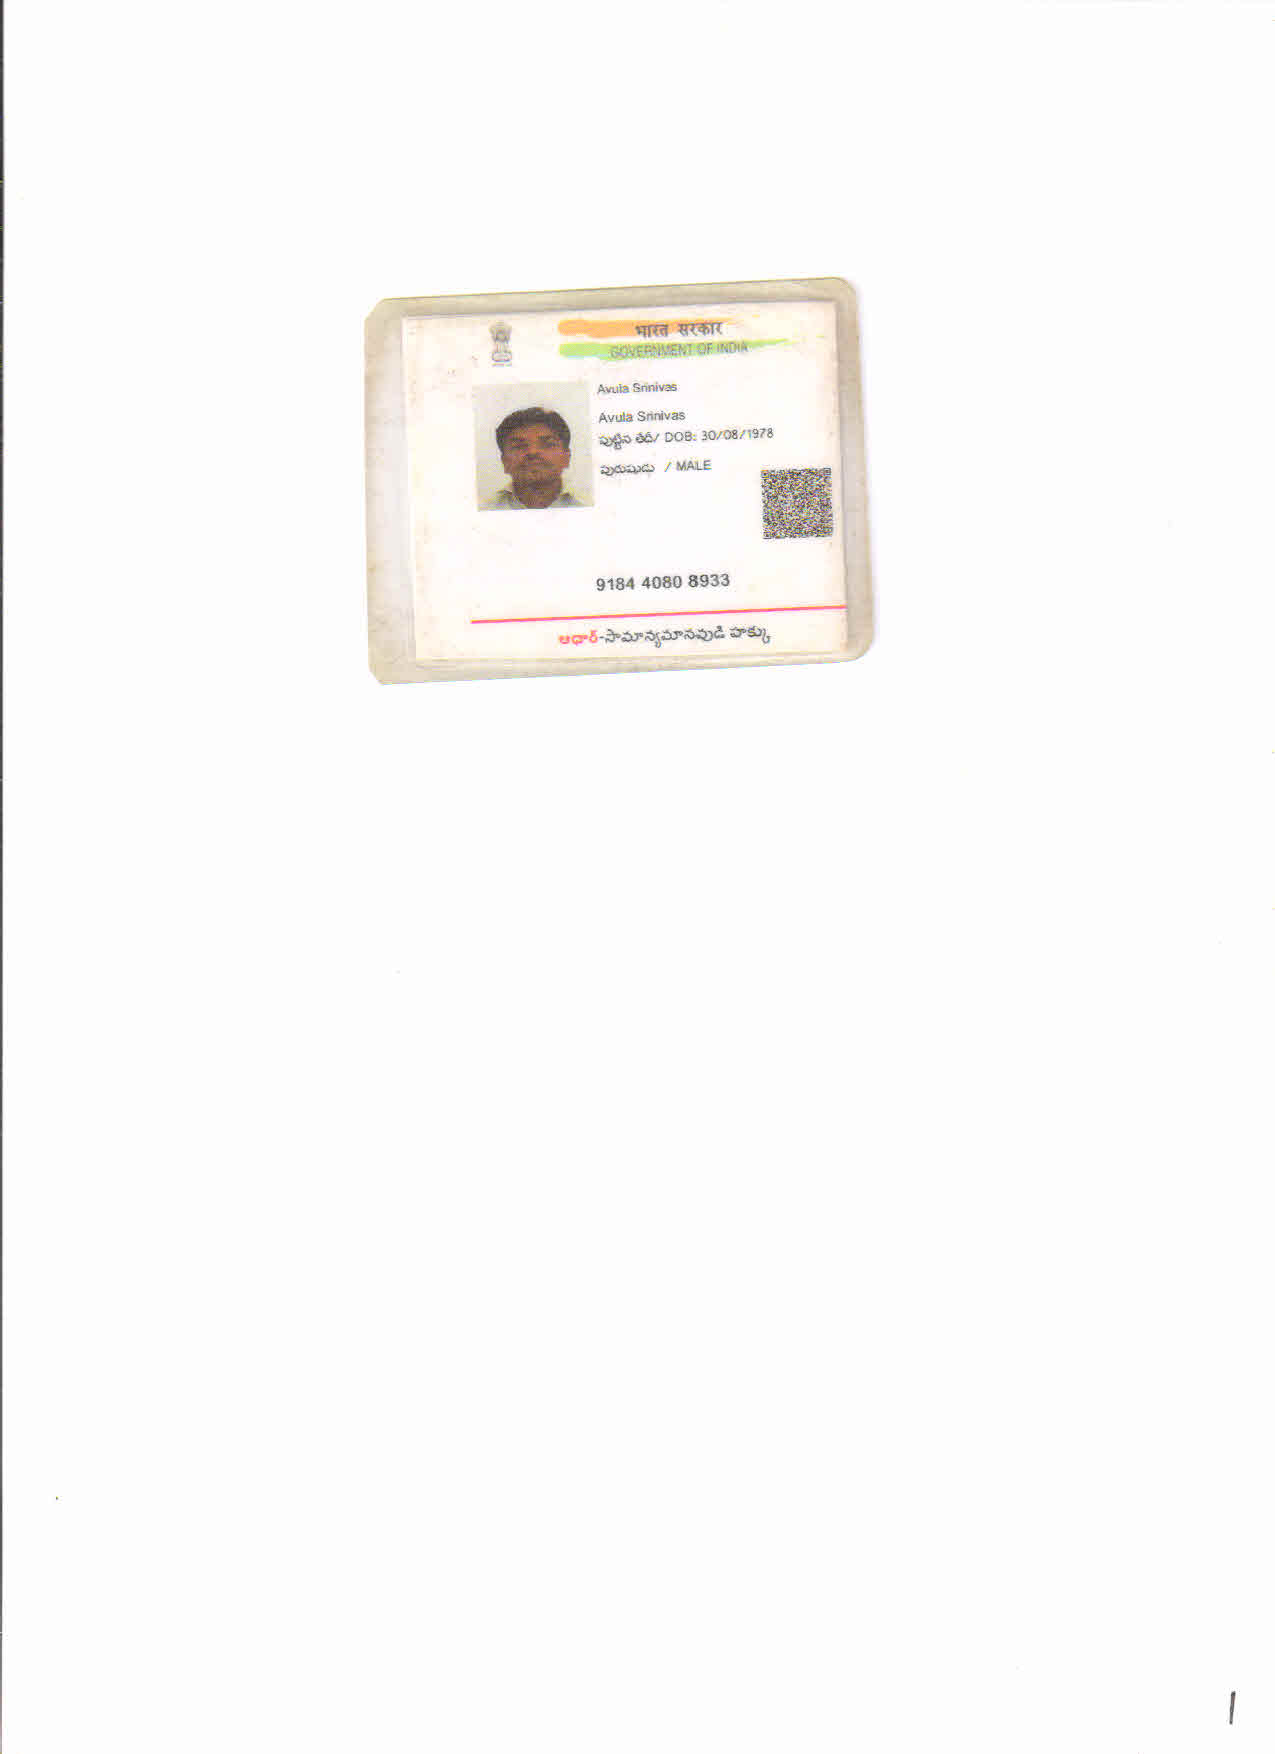 भारत सरकार
GOVERNMENT OF INDIA
Avula Srinivas
Avula Srinivas
పుట్టిన తేదీ/ DOB: 30/08/1978
పురుషుడు / MALE
9184 4080 8933
ఆధార్-సామాన్యమానవుడి హక్కు
1